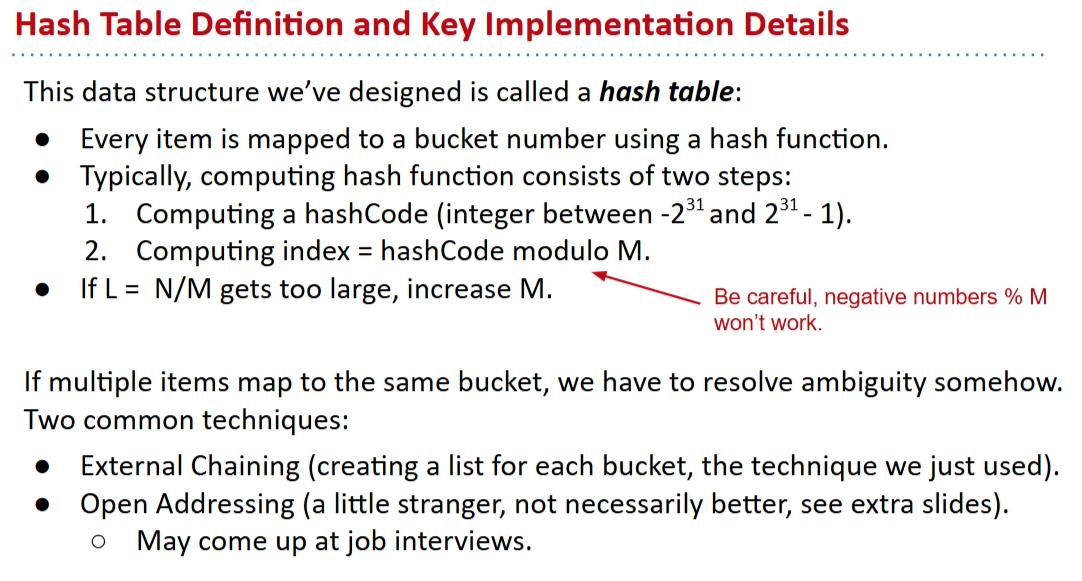 Hash Table Definition and Key Implementation Details
This data structure we've designed is called a hash table:
● Every item is mapped to a bucket number using a hash function.
● Typically, computing hash function consists of two steps:
1. Computing a hashCode (integer between -2³¹ and 2³¹ - 1).
2. Computing index = hashCode modulo M.
● If L = N/M gets too large, increase M.
Be careful, negative numbers % M
won't work.
If multiple items map to the same bucket, we have to resolve ambiguity somehow.
Two common techniques:
● External Chaining (creating a list for each bucket, the technique we just used).
● Open Addressing (a little stranger, not necessarily better, see extra slides).
○ May come up at job interviews.